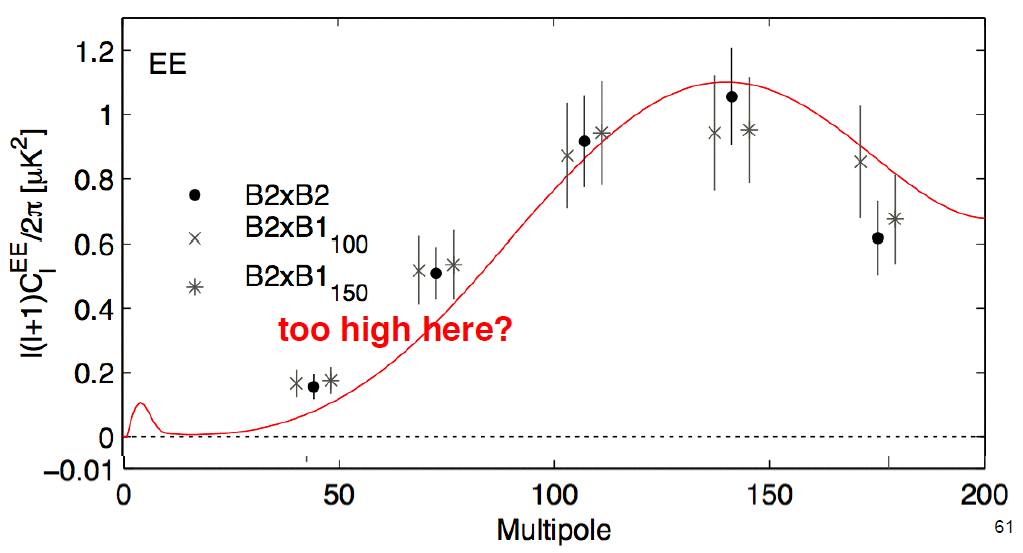 EE
1.2
1
0.8
0.6
0.4
0.2
0
−0.01
l(l+1)C_l^{EE}/2π [μK²]
B2xB2
B2xB1_100
B2xB1_150
too high here?
0 50 100 150 200
Multipole
61